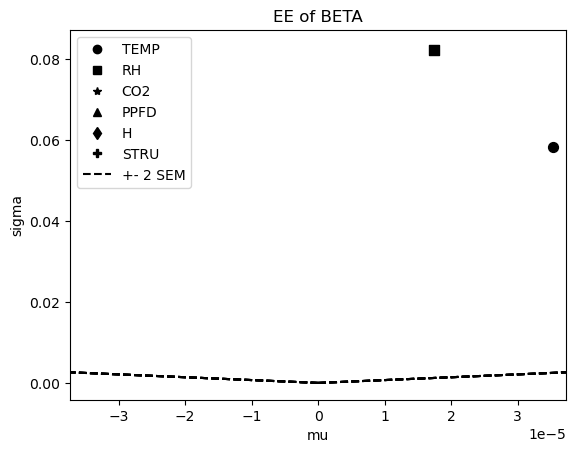 EE of BETA
TEMP
RH
CO2
PPFD
H
STRU
+- 2 SEM
sigma
0.08
0.06
0.04
0.02
0.00
−3
−2
−1
0
1
2
3
1e−5
mu